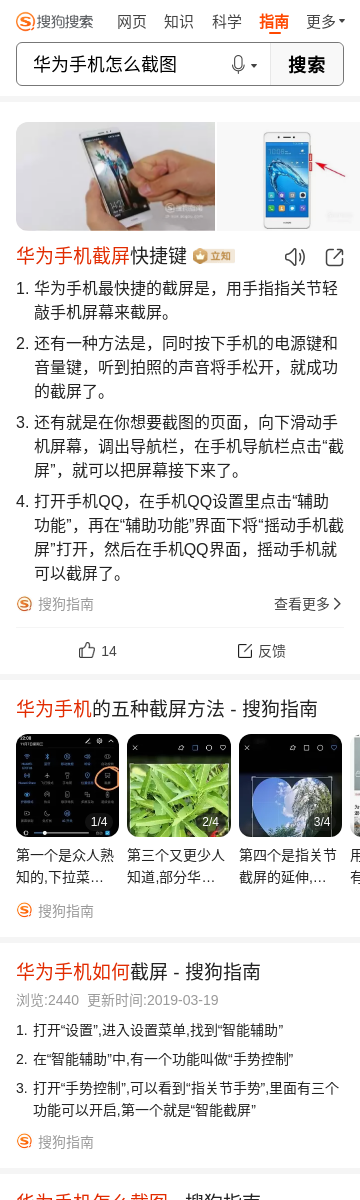 搜狗搜索 网页 知识 科学 指南 更多
华为手机怎么截图 搜索
华为手机截屏快捷键 立知
1. 华为手机最快捷的截屏是，用手指指关节轻
敲手机屏幕来截屏。
2. 还有一种方法是，同时按下手机的电源键和
音量键，听到拍照的声音将手松开，就成功
的截屏了。
3. 还有就是在你想要截图的页面，向下滑动手
机屏幕，调出导航栏，在手机导航栏点击“截
屏”，就可以把屏幕接下来了。
4. 打开手机QQ，在手机QQ设置里点击“辅助
功能”，再在“辅助功能”界面下将“摇动手机截
屏”打开，然后在手机QQ界面，摇动手机就
可以截屏了。
搜狗指南 查看更多
14 反馈
华为手机的五种截屏方法 - 搜狗指南
1/4 2/4 3/4
第一个是众人熟
知的,下拉菜…
第三个又更少人
知道,部分华…
第四个是指关节
截屏的延伸,…
用
有
搜狗指南
华为手机如何截屏 - 搜狗指南
浏览:2440 更新时间:2019-03-19
1. 打开“设置”,进入设置菜单,找到“智能辅助”
2. 在“智能辅助”中,有一个功能叫做“手势控制”
3. 打开“手势控制”,可以看到“指关节手势”,里面有三个
功能可以开启,第一个就是“智能截屏”
搜狗指南
华为手机怎么截图 - 搜狗指南